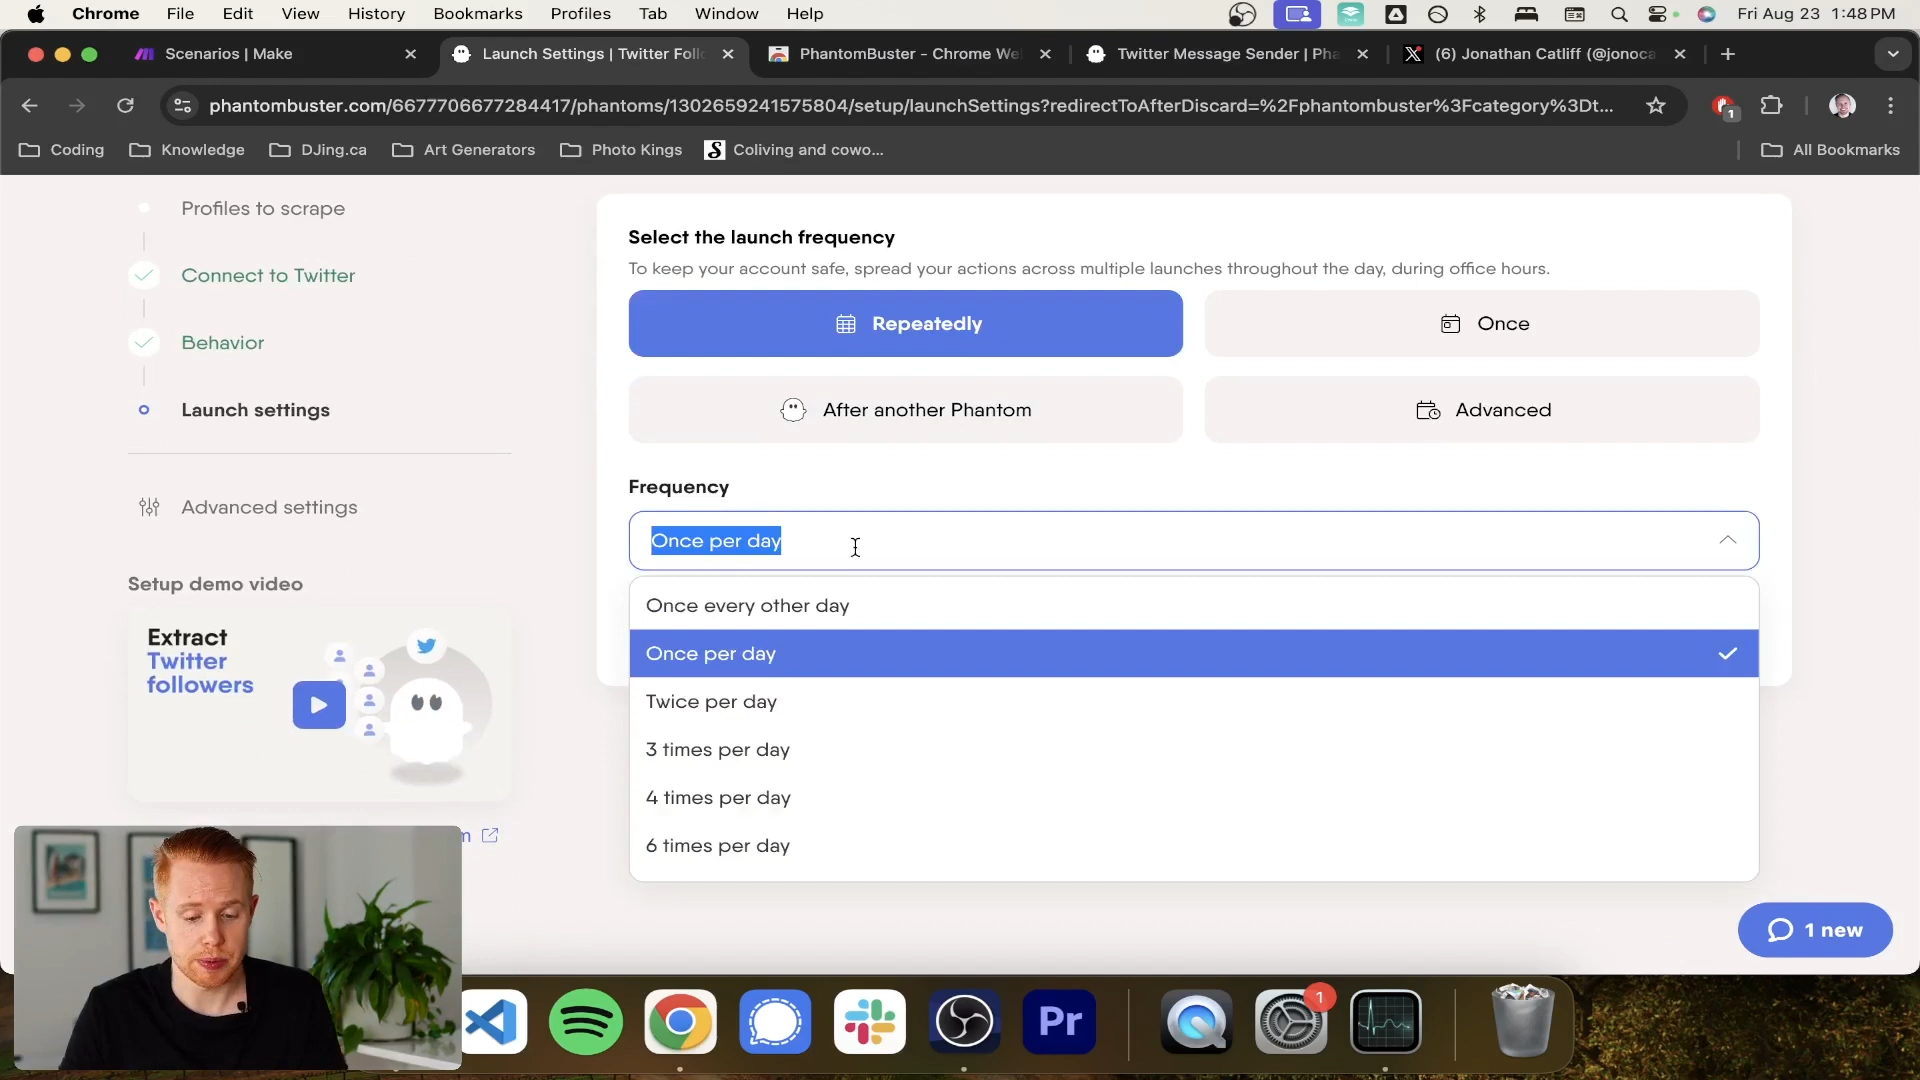 Chrome File Edit View History Bookmarks Profiles Tab Window Help Fri Aug 23 1:48 PM
Scenarios | Make
Launch Settings | Twitter Follo
PhantomBuster - Chrome We
Twitter Message Sender | Pha
(6) Jonathan Catliff (@jonoca
phantombuster.com/6677706677284417/phantoms/1302659241575804/setup/launchSettings?redirectToAfterDiscard=%2Fphantombuster%3Fcategory%3Dt...
1
Coding Knowledge DJing.ca Art Generators Photo Kings Coliving and cowo... All Bookmarks
Profiles to scrape
Connect to Twitter
Behavior
Launch settings
Advanced settings
Setup demo video
Extract
Twitter
followers
m
Select the launch frequency
To keep your account safe, spread your actions across multiple launches throughout the day, during office hours.
Repeatedly
Once
After another Phantom
Advanced
Frequency
Once per day
Once every other day
Once per day
Twice per day
3 times per day
4 times per day
6 times per day
1 new
Pr
1